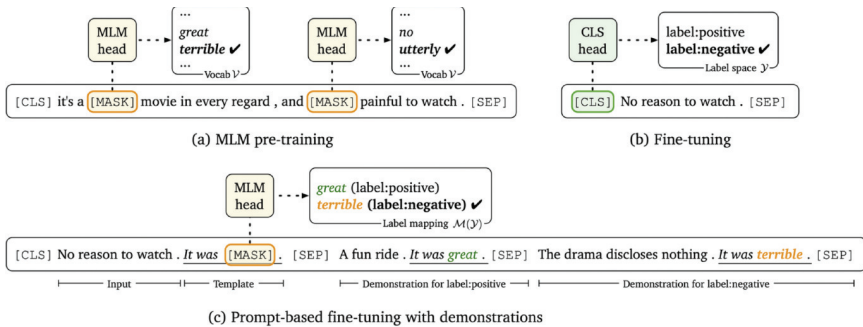 MLM head
...
great
terrible ✔
...
Vocab 𝒱
MLM head
...
no
utterly ✔
...
Vocab 𝒱
[CLS] it's a [MASK] movie in every regard , and [MASK] painful to watch . [SEP]
(a) MLM pre-training
CLS head
label:positive
label:negative ✔
Label space 𝒴
[CLS] No reason to watch . [SEP]
(b) Fine-tuning
MLM head
great (label:positive)
terrible (label:negative) ✔
Label mapping ℳ(𝒴)
[CLS] No reason to watch . It was [MASK] . [SEP] A fun ride . It was great . [SEP] The drama discloses nothing . It was terrible . [SEP]
Input
Template
Demonstration for label:positive
Demonstration for label:negative
(c) Prompt-based fine-tuning with demonstrations